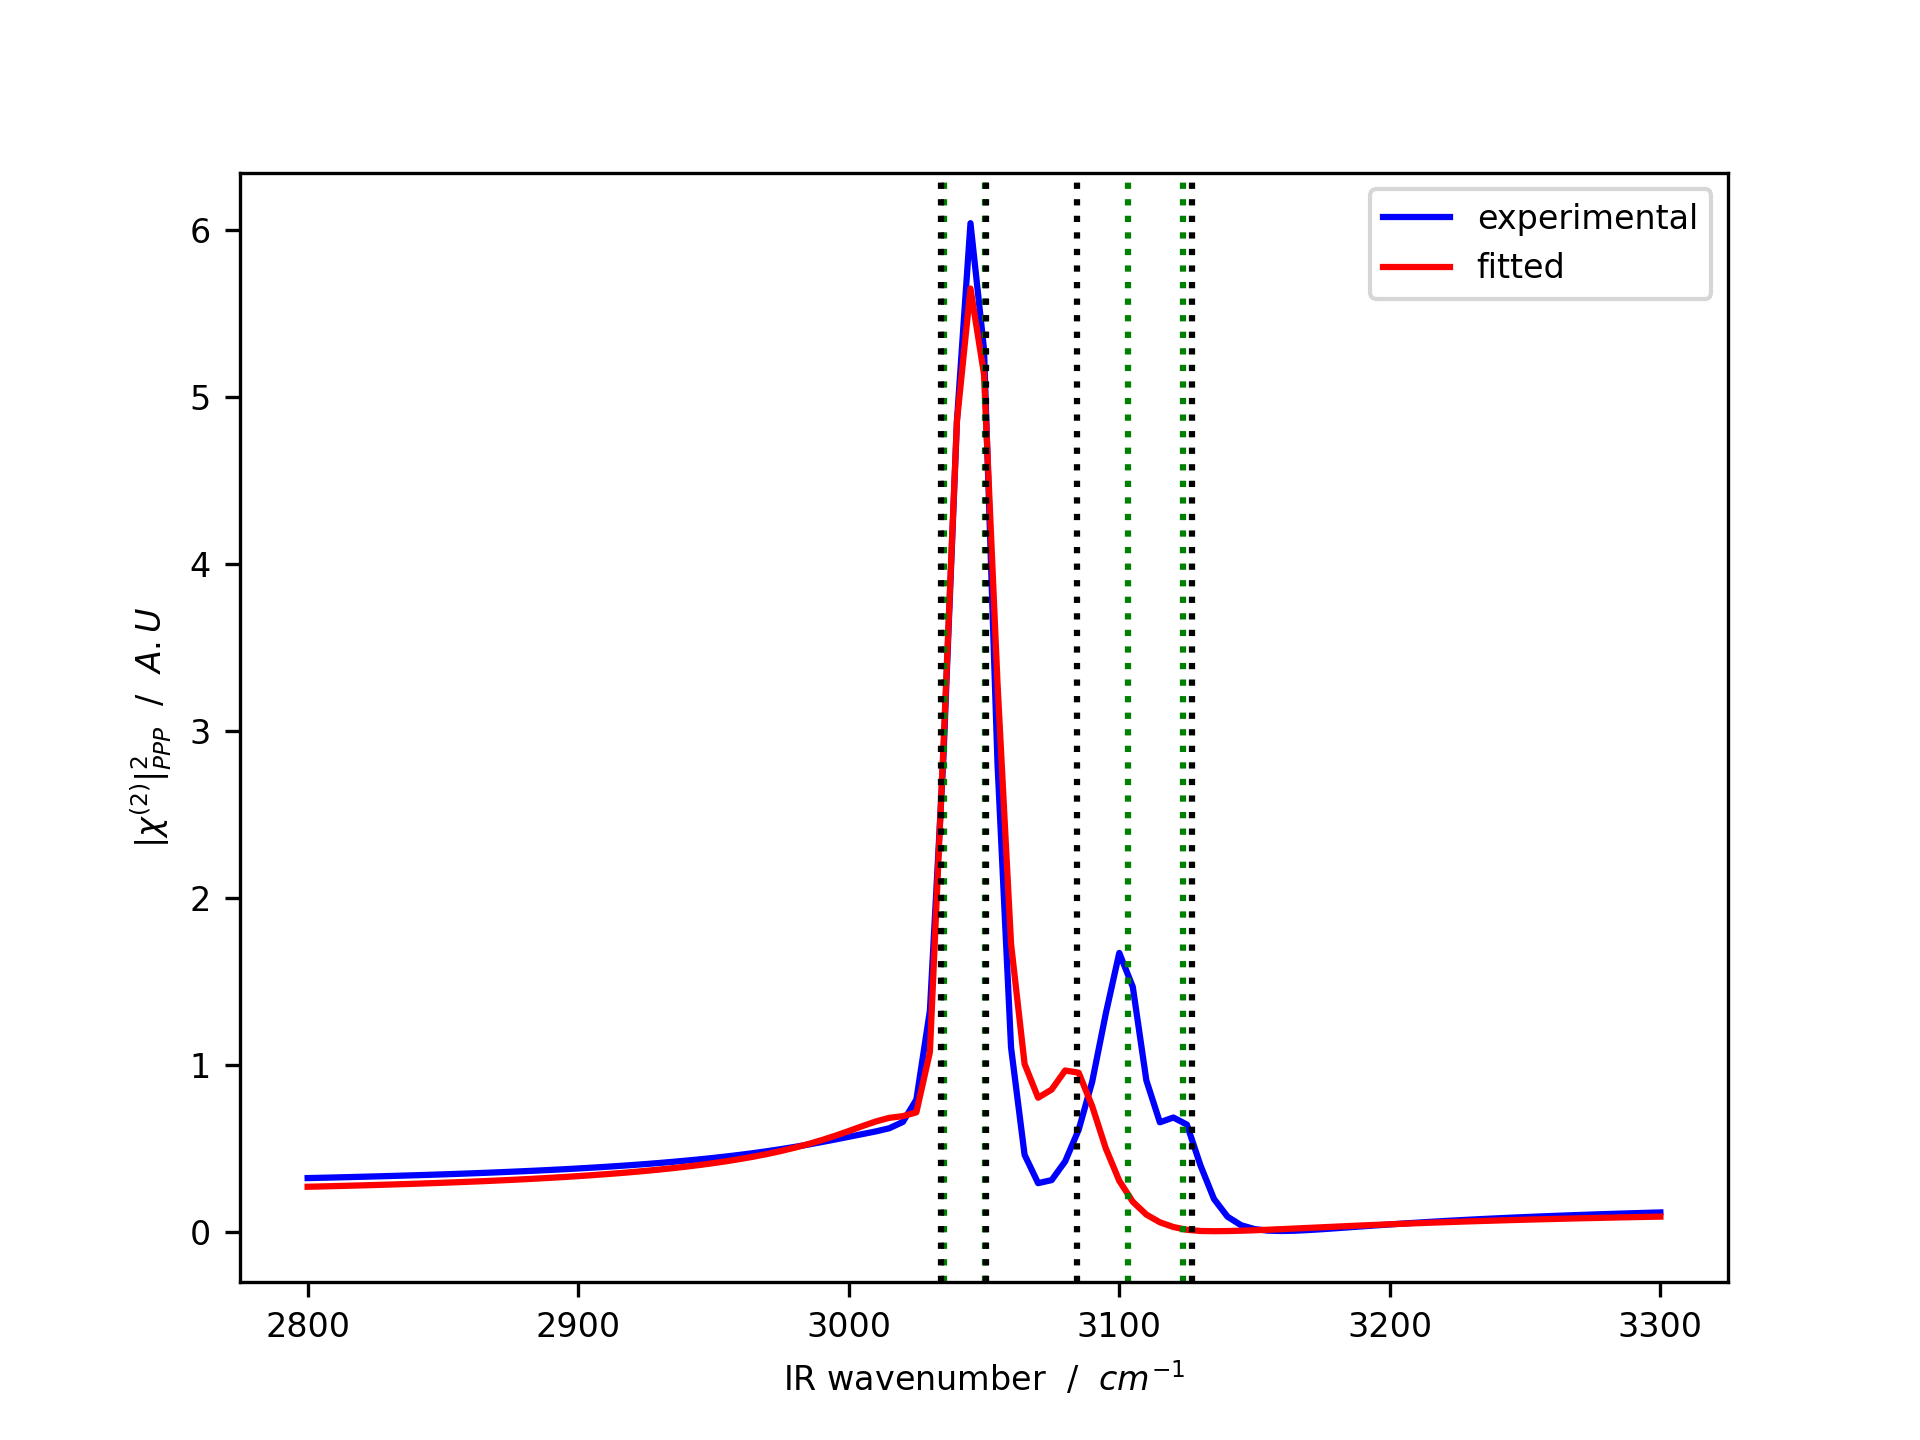 experimental
fitted
6
5
4
3
2
1
0
|χ⁽²⁾|²_PPP / A.U
2800 2900 3000 3100 3200 3300
IR wavenumber / cm⁻¹